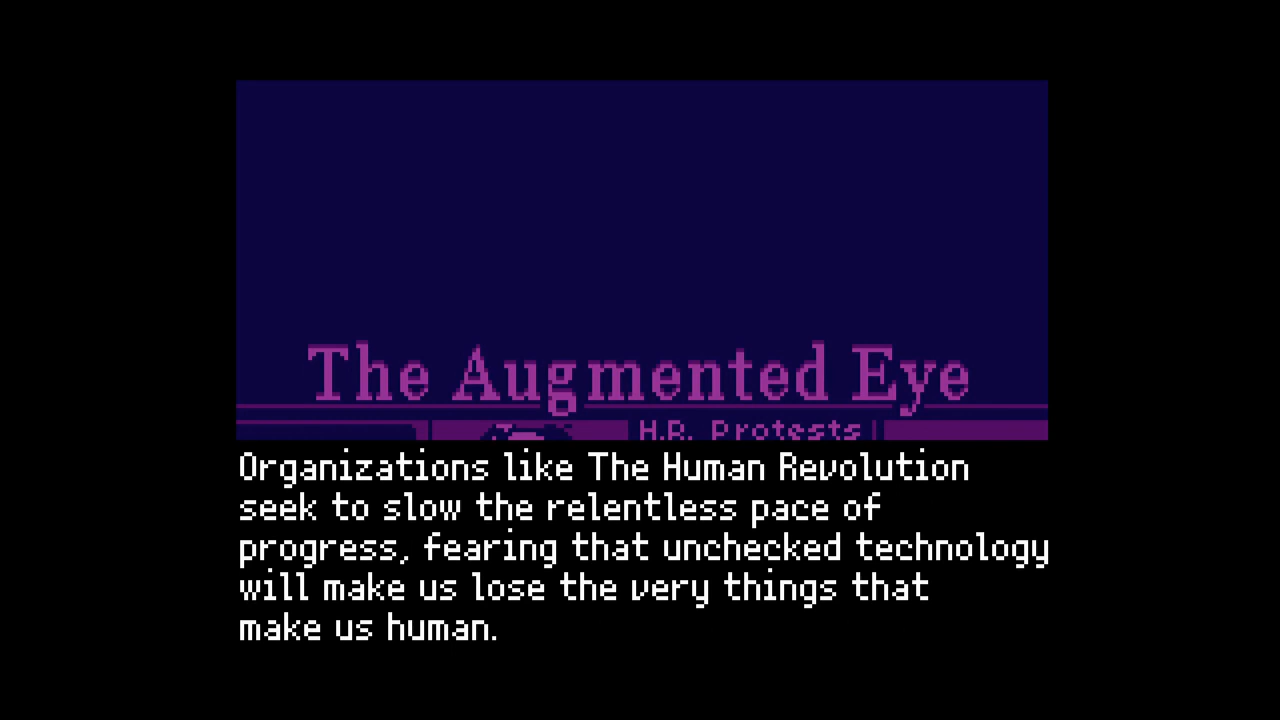 The Augmented Eye
H.R. Protests
Organizations like The Human Revolution
seek to slow the relentless pace of
progress, fearing that unchecked technology
will make us lose the very things that
make us human.